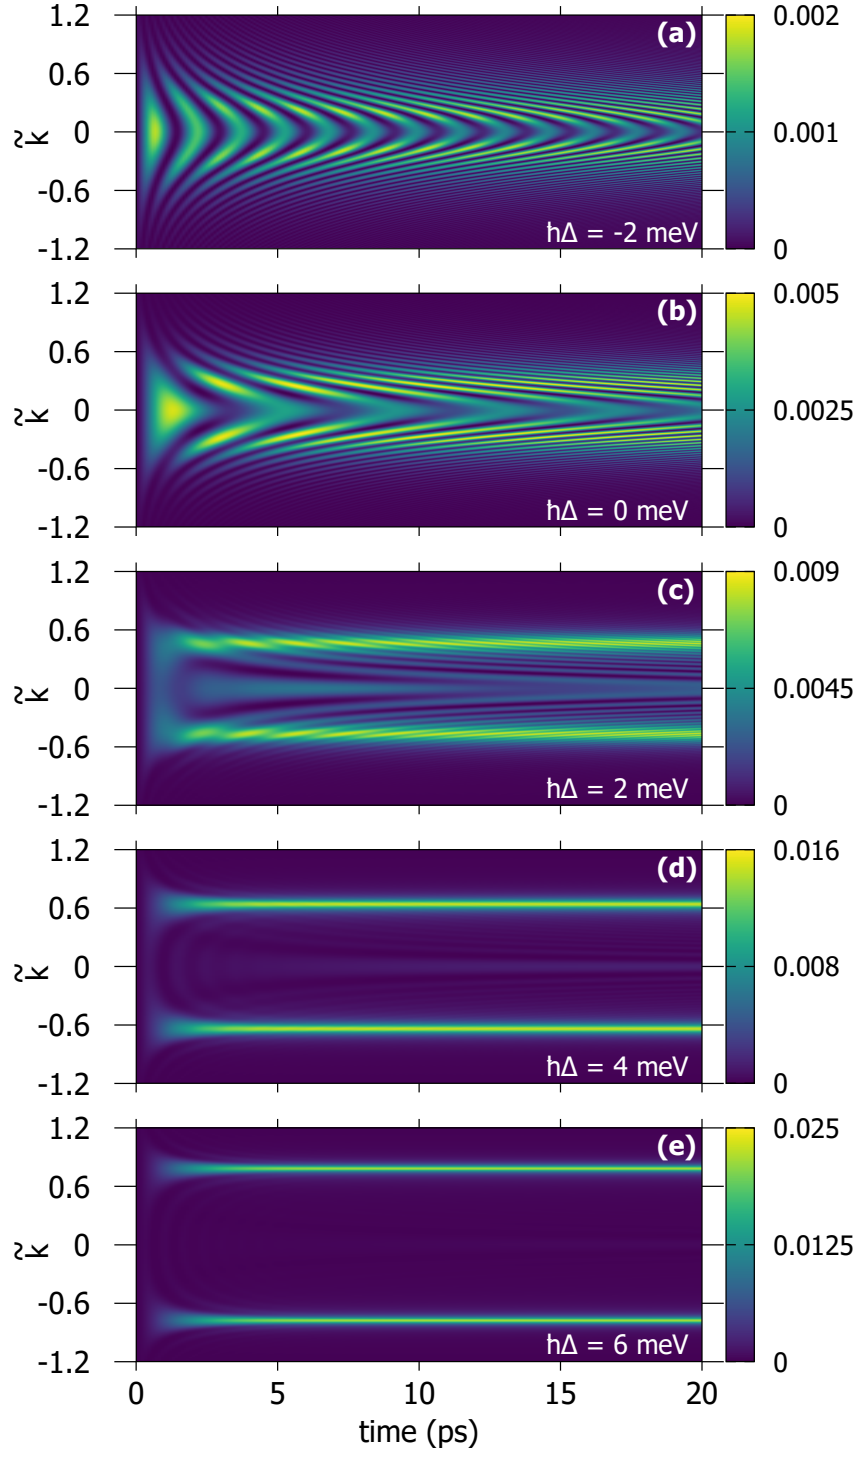 1.2
0.6
0
-0.6
-1.2
k̃
(a)
ħΔ = -2 meV
0.002
0.001
0
1.2
0.6
0
-0.6
-1.2
k̃
(b)
ħΔ = 0 meV
0.005
0.0025
0
1.2
0.6
0
-0.6
-1.2
k̃
(c)
ħΔ = 2 meV
0.009
0.0045
0
1.2
0.6
0
-0.6
-1.2
k̃
(d)
ħΔ = 4 meV
0.016
0.008
0
1.2
0.6
0
-0.6
-1.2
k̃
(e)
ħΔ = 6 meV
0.025
0.0125
0
0 5 10 15 20
time (ps)